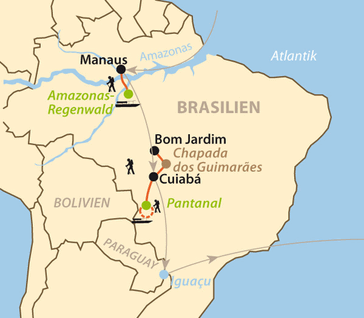 Amazonas
Atlantik
Manaus
Amazonas-
Regenwald
BRASILIEN
Bom Jardim
Chapada
dos Guimarães
Cuiabá
BOLIVIEN
Pantanal
PARAGUAY
Iguaçu